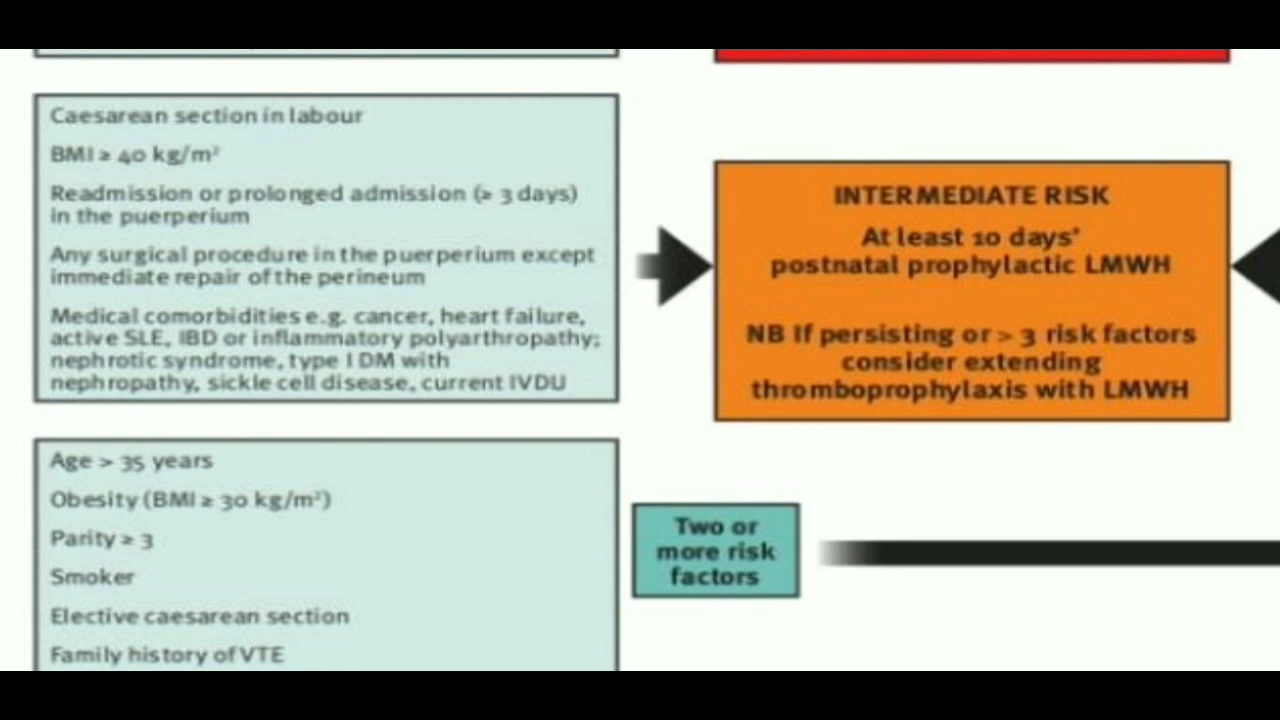 Caesarean section in labour
BMI ≥ 40 kg/m²
Readmission or prolonged admission (≥ 3 days)
in the puerperium
Any surgical procedure in the puerperium except
immediate repair of the perineum
Medical comorbidities e.g. cancer, heart failure,
active SLE, IBD or inflammatory polyarthropathy;
nephrotic syndrome, type I DM with
nephropathy, sickle cell disease, current IVDU
INTERMEDIATE RISK
At least 10 days*
postnatal prophylactic LMWH
NB If persisting or > 3 risk factors
consider extending
thromboprophylaxis with LMWH
Age > 35 years
Obesity (BMI ≥ 30 kg/m²)
Parity ≥ 3
Smoker
Elective caesarean section
Family history of VTE
Two or
more risk
factors